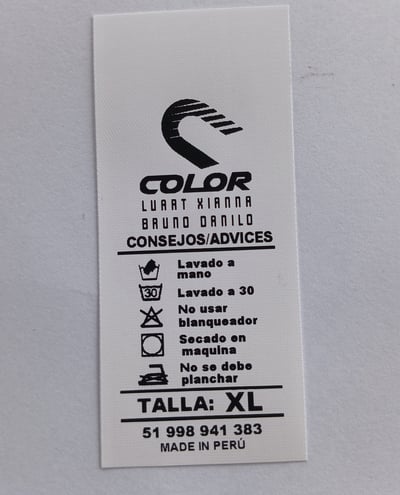 COLOR
LUART XIANNA
BRUNO DANILO
CONSEJOS/ADVICES
Lavado a
mano
30
Lavado a 30
No usar
blanqueador
Secado en
maquina
No se debe
planchar
TALLA: XL
51 998 941 383
MADE IN PERÚ